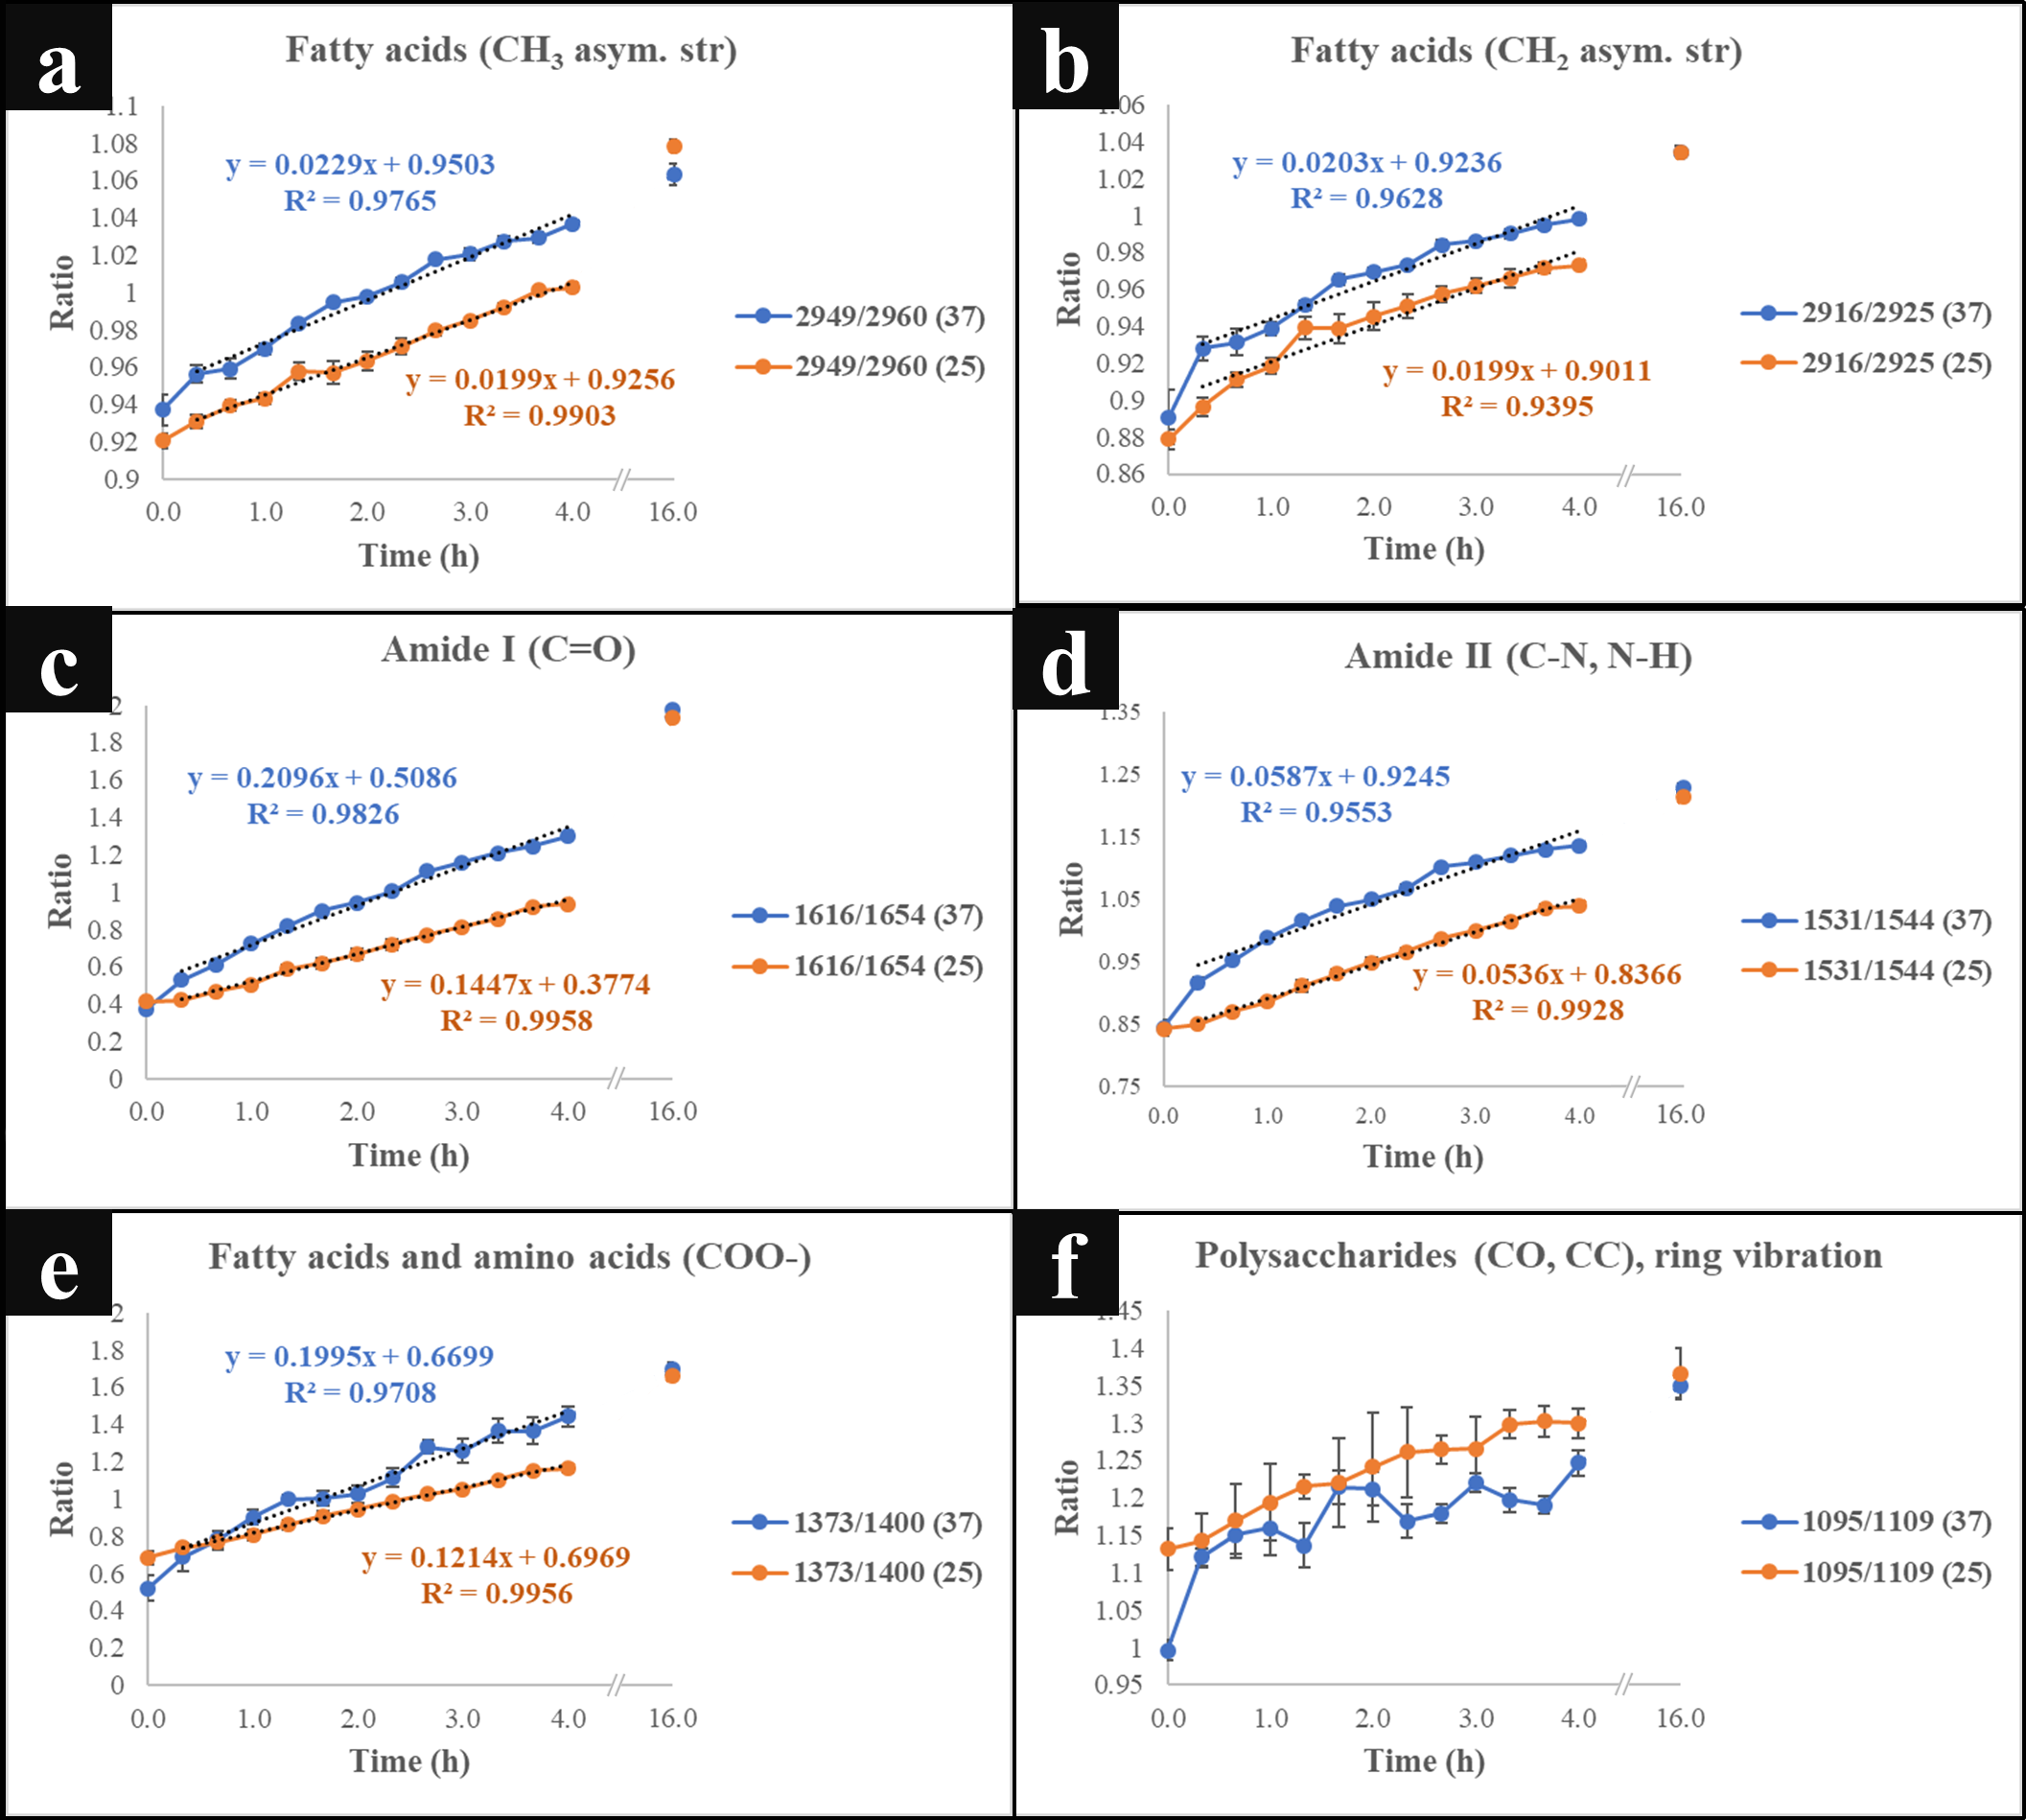 a
Fatty acids (CH₃ asym. str)
1.1
1.08
1.06
1.04
1.02
1
0.98
0.96
0.94
0.92
0.9
Ratio
y = 0.0229x + 0.9503
R² = 0.9765
y = 0.0199x + 0.9256
R² = 0.9903
2949/2960 (37)
2949/2960 (25)
0.0 1.0 2.0 3.0 4.0 16.0
Time (h)
b
Fatty acids (CH₂ asym. str)
1.06
1.04
1.02
1
0.98
0.96
0.94
0.92
0.9
0.88
0.86
Ratio
y = 0.0203x + 0.9236
R² = 0.9628
y = 0.0199x + 0.9011
R² = 0.9395
2916/2925 (37)
2916/2925 (25)
0.0 1.0 2.0 3.0 4.0 16.0
Time (h)
c
Amide I (C=O)
2
1.8
1.6
1.4
1.2
1
0.8
0.6
0.4
0.2
0
Ratio
y = 0.2096x + 0.5086
R² = 0.9826
y = 0.1447x + 0.3774
R² = 0.9958
1616/1654 (37)
1616/1654 (25)
0.0 1.0 2.0 3.0 4.0 16.0
Time (h)
d
Amide II (C-N, N-H)
1.35
1.25
1.15
1.05
0.95
0.85
0.75
Ratio
y = 0.0587x + 0.9245
R² = 0.9553
y = 0.0536x + 0.8366
R² = 0.9928
1531/1544 (37)
1531/1544 (25)
0.0 1.0 2.0 3.0 4.0 16.0
Time (h)
e
Fatty acids and amino acids (COO-)
2
1.8
1.6
1.4
1.2
1
0.8
0.6
0.4
0.2
0
Ratio
y = 0.1995x + 0.6699
R² = 0.9708
y = 0.1214x + 0.6969
R² = 0.9956
1373/1400 (37)
1373/1400 (25)
0.0 1.0 2.0 3.0 4.0 16.0
Time (h)
f
Polysaccharides (CO, CC), ring vibration
1.45
1.4
1.35
1.3
1.25
1.2
1.15
1.1
1.05
1
0.95
Ratio
1095/1109 (37)
1095/1109 (25)
0.0 1.0 2.0 3.0 4.0 16.0
Time (h)